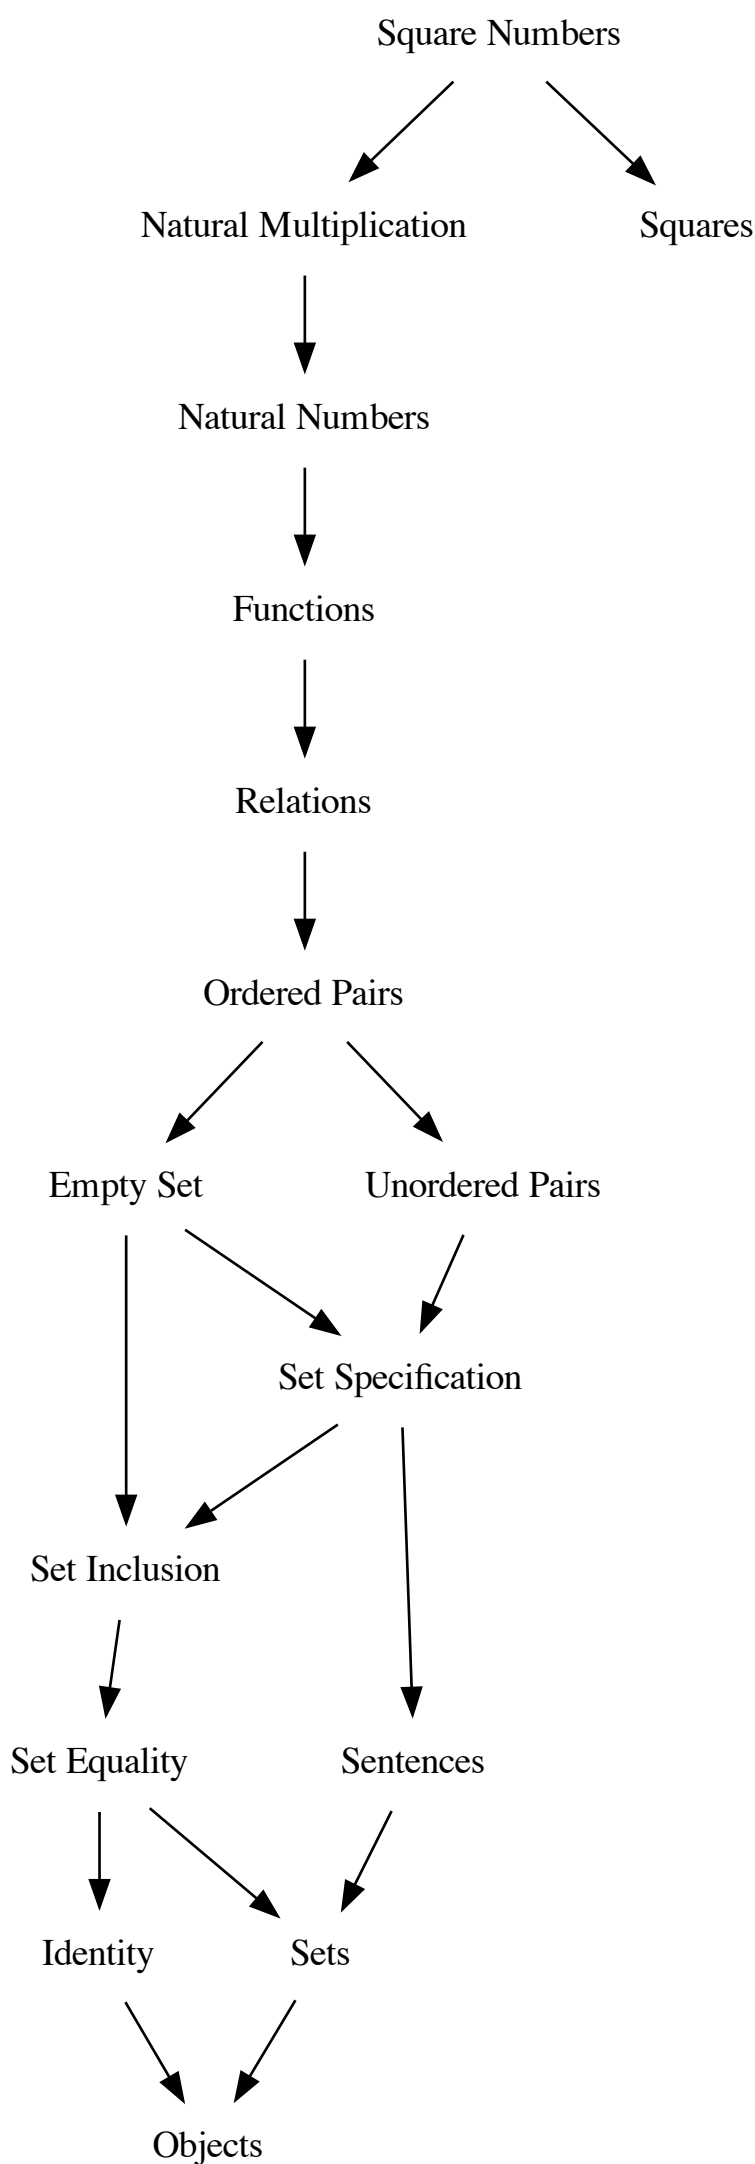 Square Numbers
Natural Multiplication
Squares
Natural Numbers
Functions
Relations
Ordered Pairs
Empty Set
Unordered Pairs
Set Specification
Set Inclusion
Set Equality
Sentences
Identity
Sets
Objects